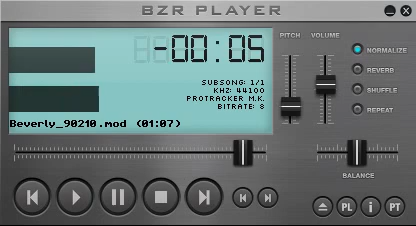 BZR PLAYER
PITCH VOLUME
-00:05
NORMALIZE
REVERB
SHUFFLE
REPEAT
SUBSONG: 1/1
KHZ: 44100
PROTRACKER M.K.
BITRATE: 8
Beverly_90210.mod (01:07)
BALANCE
PL i PT